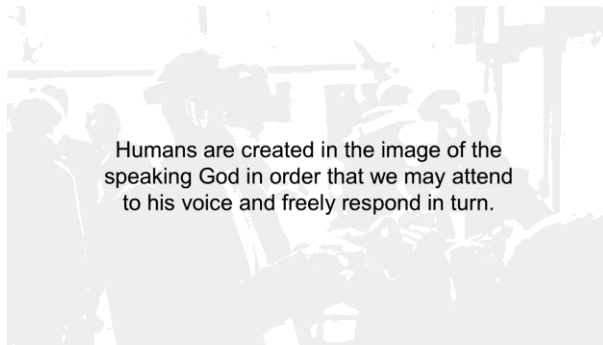 Humans are created in the image of the
speaking God in order that we may attend
to his voice and freely respond in turn.